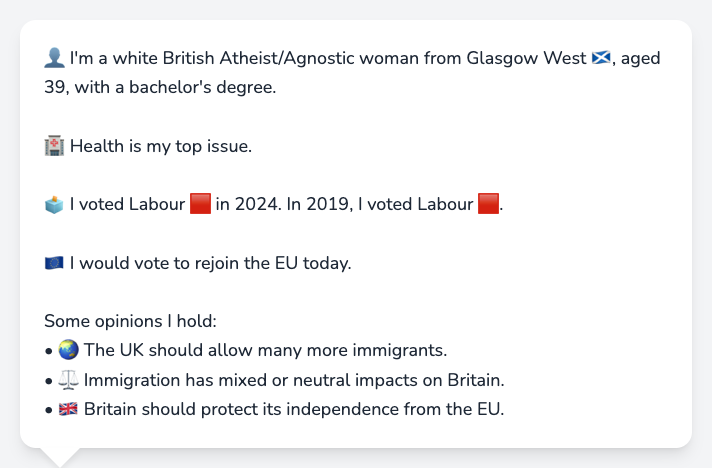 👤 I'm a white British Atheist/Agnostic woman from Glasgow West 🏴󠁧󠁢󠁳󠁣󠁴󠁿, aged
39, with a bachelor's degree.
🏥 Health is my top issue.
🗳️ I voted Labour 🟥 in 2024. In 2019, I voted Labour 🟥.
🇪🇺 I would vote to rejoin the EU today.
Some opinions I hold:
• 🌏 The UK should allow many more immigrants.
• ⚖️ Immigration has mixed or neutral impacts on Britain.
• 🇬🇧 Britain should protect its independence from the EU.